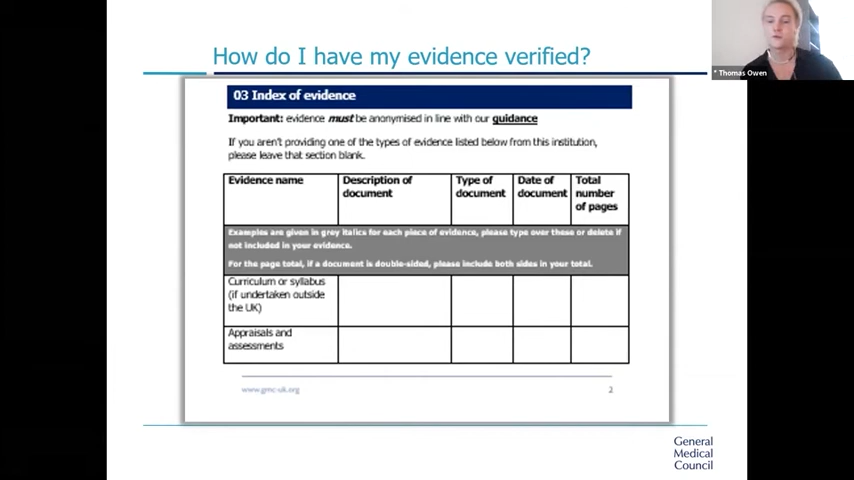 How do I have my evidence verified?
* Thomas Owen
03 Index of evidence
Important: evidence must be anonymised in line with our guidance
If you aren't providing one of the types of evidence listed below from this institution,
please leave that section blank.
Evidence name
Description of
document
Type of
document
Date of
document
Total
number
of pages
Examples are given in grey italics for each piece of evidence, please type over these or delete if
not included in your evidence.
For the page total, if a document is double-sided, please include both sides in your total.
Curriculum or syllabus
(if undertaken outside
the UK)
Appraisals and
assessments
www.gmc-uk.org
2
General
Medical
Council